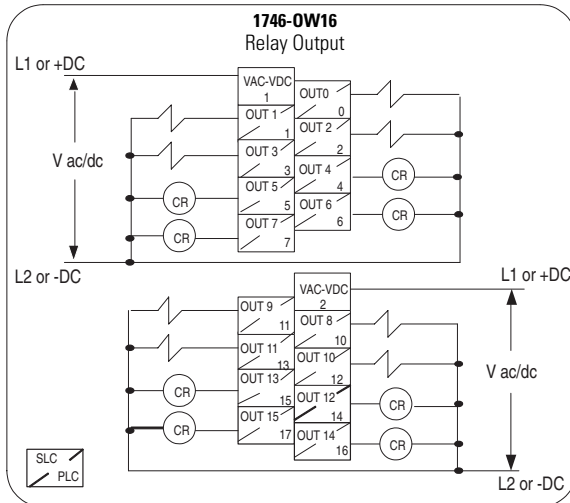 1746-OW16
Relay Output
L1 or +DC
VAC-VDC
1
OUT0
0
OUT 1
1
OUT 2
2
OUT 3
3
V ac/dc
OUT 4
4
CR
OUT 5
5
CR
OUT 6
6
CR
OUT 7
7
CR
L2 or -DC
L1 or +DC
VAC-VDC
2
OUT 9
11
OUT 8
10
OUT 11
13
OUT 10
12
V ac/dc
OUT 13
15
CR
OUT 12
14
CR
OUT 15
17
CR
OUT 14
16
CR
SLC
PLC
L2 or -DC